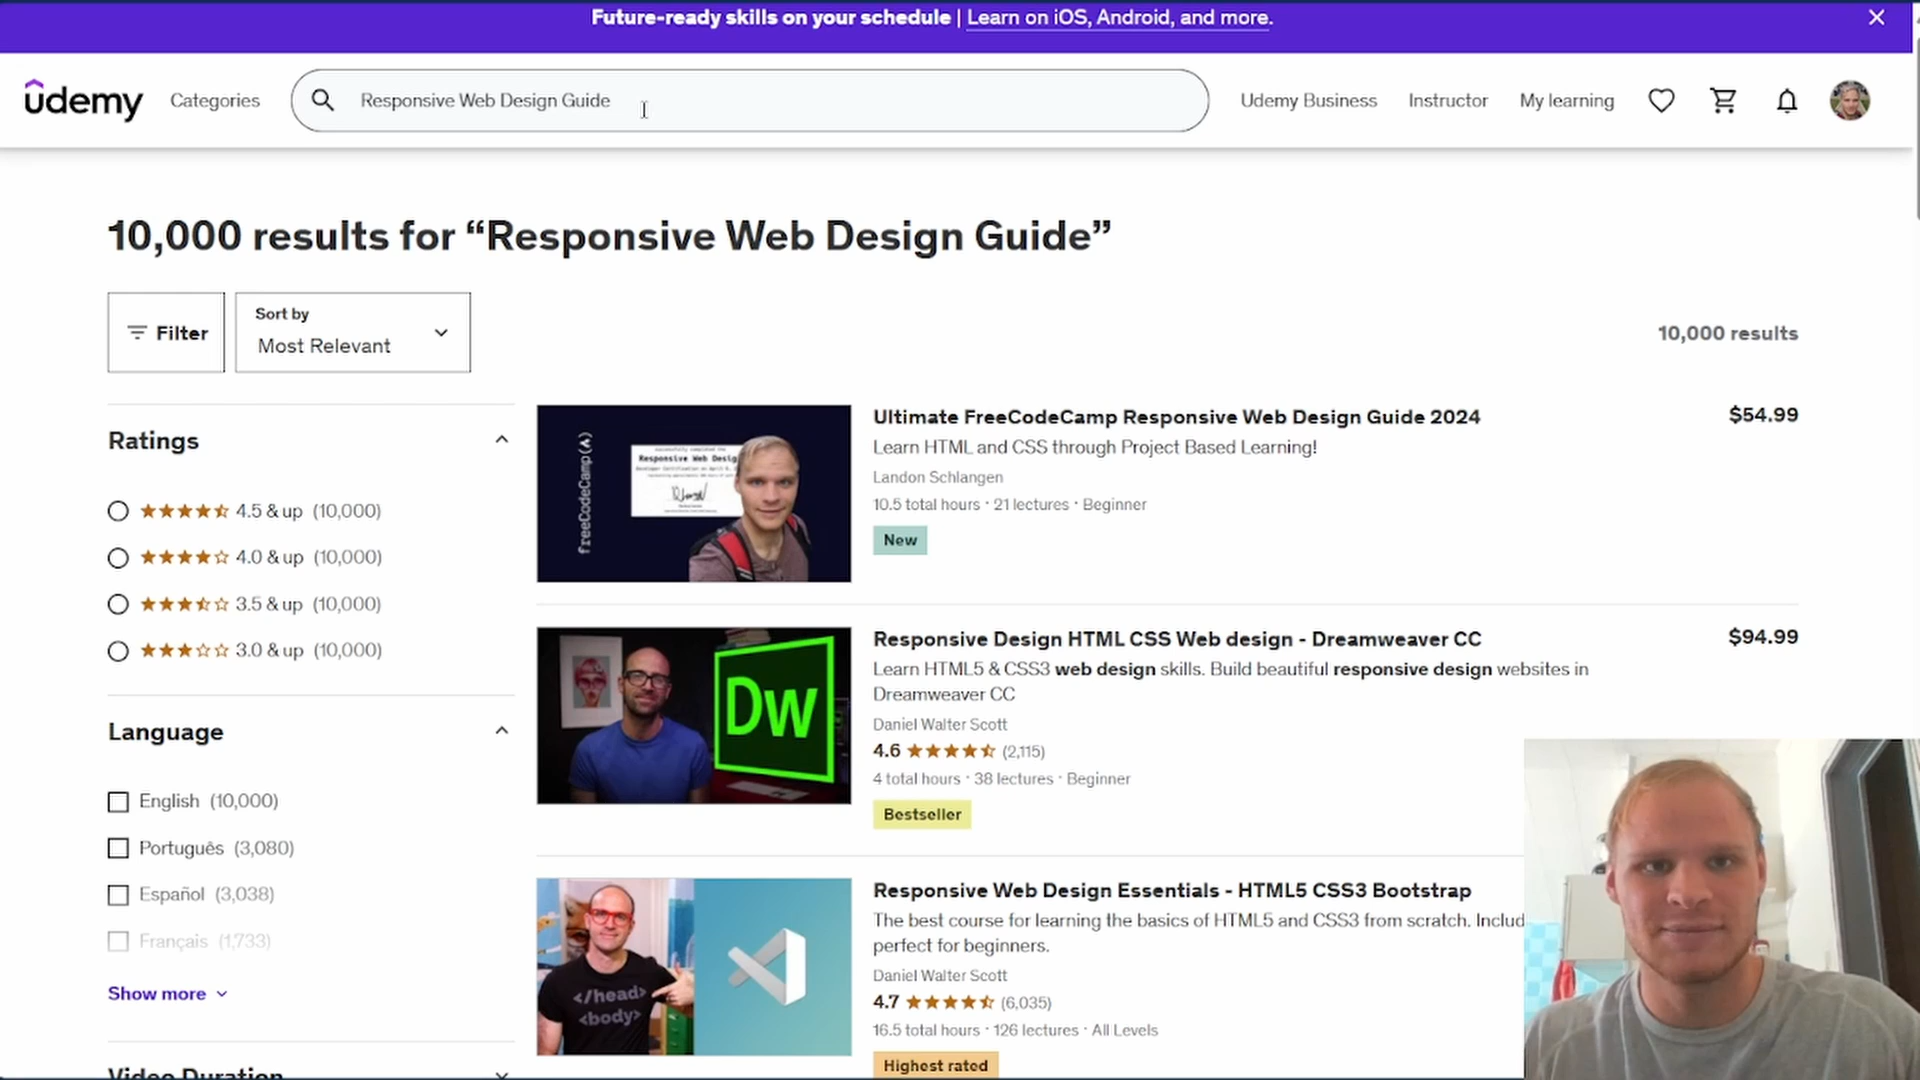 Future-ready skills on your schedule | Learn on iOS, Android, and more.
udemy
Categories
Responsive Web Design Guide
Udemy Business
Instructor
My learning
10,000 results for “Responsive Web Design Guide”
Filter
Sort by
Most Relevant
10,000 results
Ratings
4.5 & up (10,000)
4.0 & up (10,000)
3.5 & up (10,000)
3.0 & up (10,000)
Language
English (10,000)
Português (3,080)
Español (3,038)
Français (1,733)
Show more
Video Duration
freeCodeCamp
Responsive Web Desig
Ultimate FreeCodeCamp Responsive Web Design Guide 2024
$54.99
Learn HTML and CSS through Project Based Learning!
Landon Schlangen
10.5 total hours · 21 lectures · Beginner
New
Dw
Responsive Design HTML CSS Web design - Dreamweaver CC
$94.99
Learn HTML5 & CSS3 web design skills. Build beautiful responsive design websites in
Dreamweaver CC
Daniel Walter Scott
4.6 (2,115)
4 total hours · 38 lectures · Beginner
Bestseller
</head>
<body>
Responsive Web Design Essentials - HTML5 CSS3 Bootstrap
The best course for learning the basics of HTML5 and CSS3 from scratch. Includ
perfect for beginners.
Daniel Walter Scott
4.7 (6,035)
16.5 total hours · 126 lectures · All Levels
Highest rated